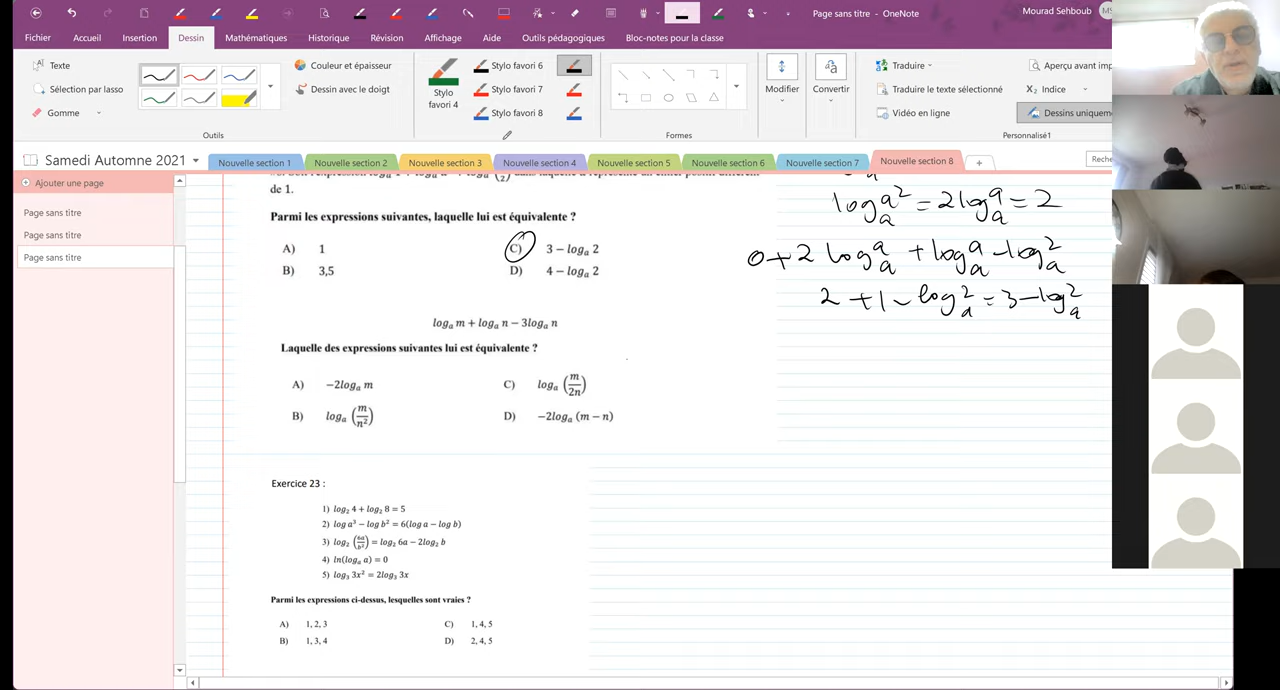 Page sans titre - OneNote
Mourad Sehboub
Fichier Accueil Insertion Dessin Mathématiques Historique Révision Affichage Aide Outils pédagogiques Bloc-notes pour la classe
Texte
Sélection par lasso
Gomme
Outils
Couleur et épaisseur
Dessin avec le doigt
Stylo favori 4
Stylo favori 6
Stylo favori 7
Stylo favori 8
Formes
Modifier
Convertir
Traduire
Traduire le texte sélectionné
Vidéo en ligne
Aperçu avant imp
X₂ Indice
Dessins uniqueme
Personnalisé1
Samedi Automne 2021
Nouvelle section 1 Nouvelle section 2 Nouvelle section 3 Nouvelle section 4 Nouvelle section 5 Nouvelle section 6 Nouvelle section 7 Nouvelle section 8 +
Reche
Ajouter une page
Page sans titre
Page sans titre
Page sans titre
de 1.
Parmi les expressions suivantes, laquelle lui est équivalente ?
A) 1
B) 3,5
C) 3 − logₐ 2
D) 4 − logₐ 2
logₐ a² = 2 logₐ a = 2
0 + 2 logₐ a + logₐ a − logₐ 2
2 + 1 − logₐ 2 = 3 − logₐ 2
logₐ m + logₐ n − 3logₐ n
Laquelle des expressions suivantes lui est équivalente ?
A) −2logₐ m
B) logₐ (m/n²)
C) logₐ (m/2n)
D) −2logₐ (m − n)
Exercice 23 :
1) log₂ 4 + log₂ 8 = 5
2) log a³ − log b² = 6(log a − log b)
3) log₂ (6a/b²) = log₂ 6a − 2log₂ b
4) ln(logₐ a) = 0
5) log₃ 3x² = 2log₃ 3x
Parmi les expressions ci-dessus, lesquelles sont vraies ?
A) 1, 2, 3
B) 1, 3, 4
C) 1, 4, 5
D) 2, 4, 5